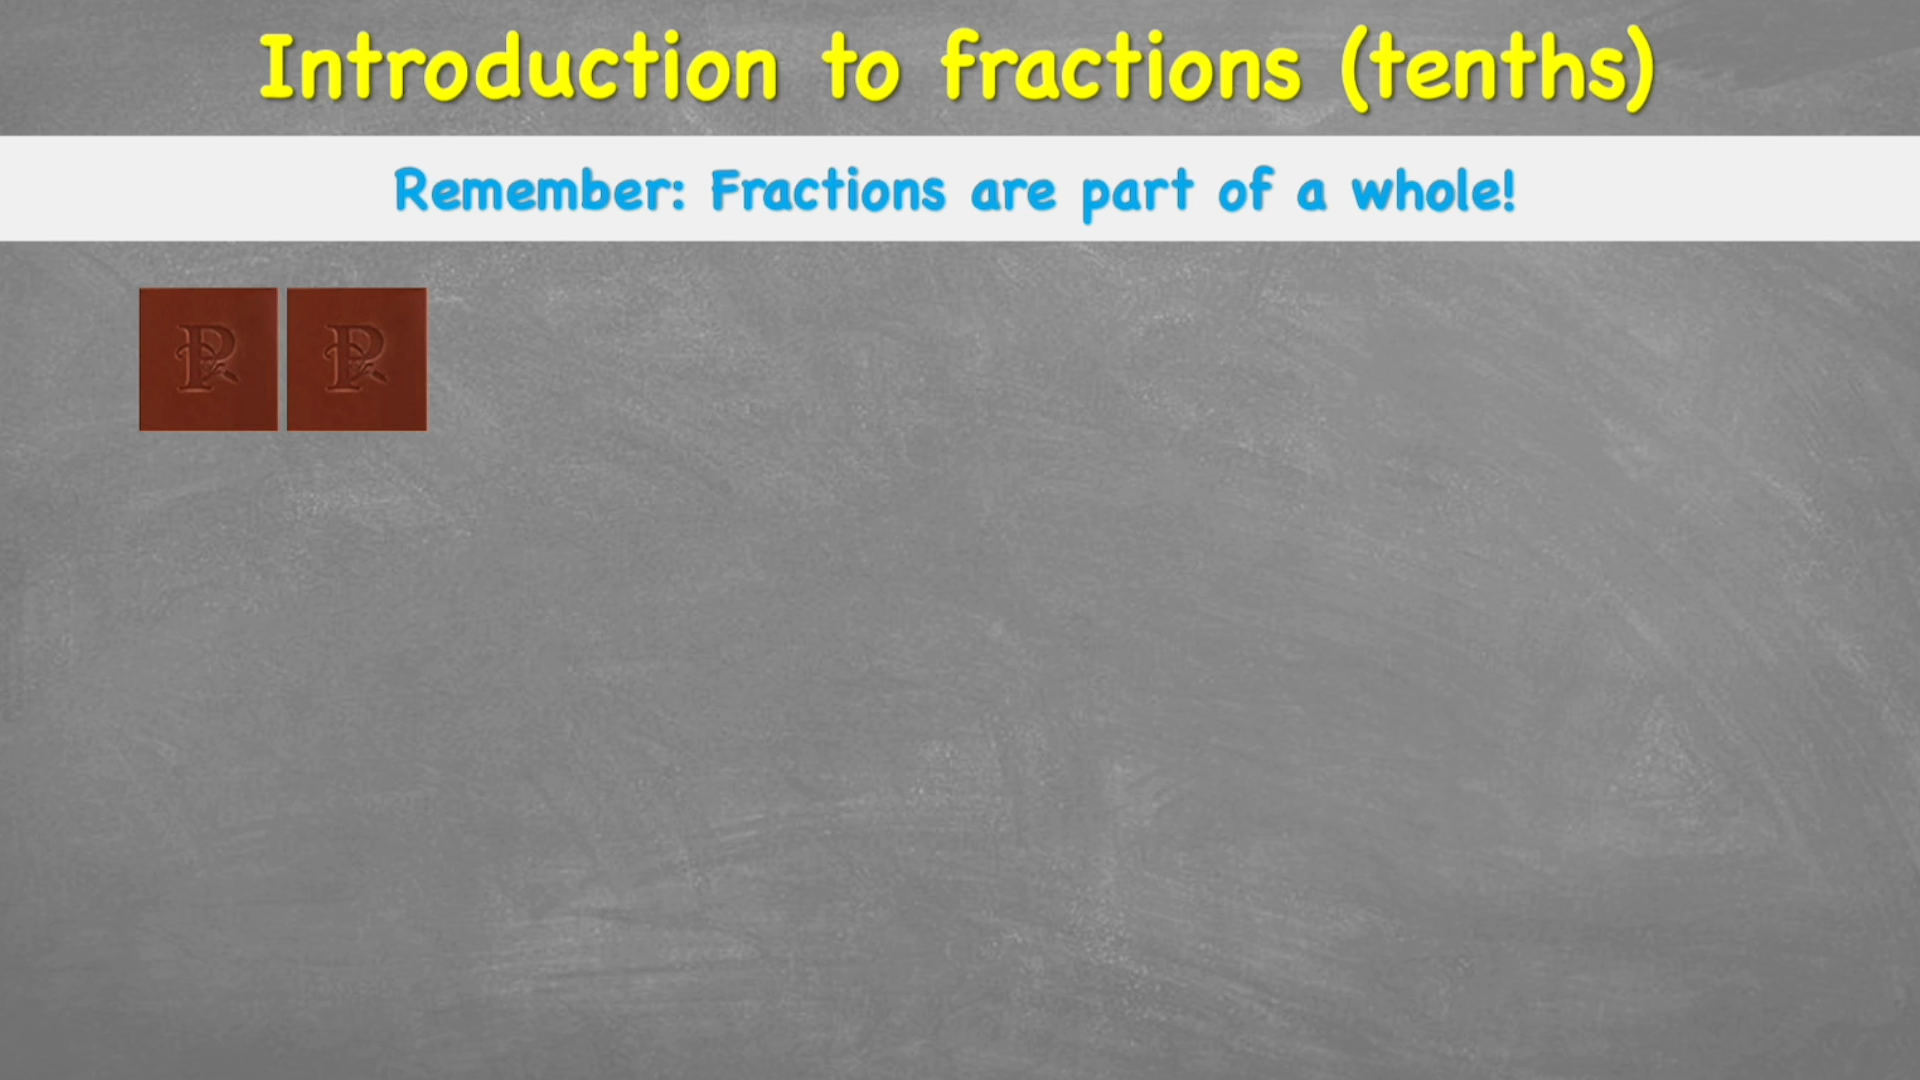 Introduction to fractions (tenths)
Remember: Fractions are part of a whole!
P P